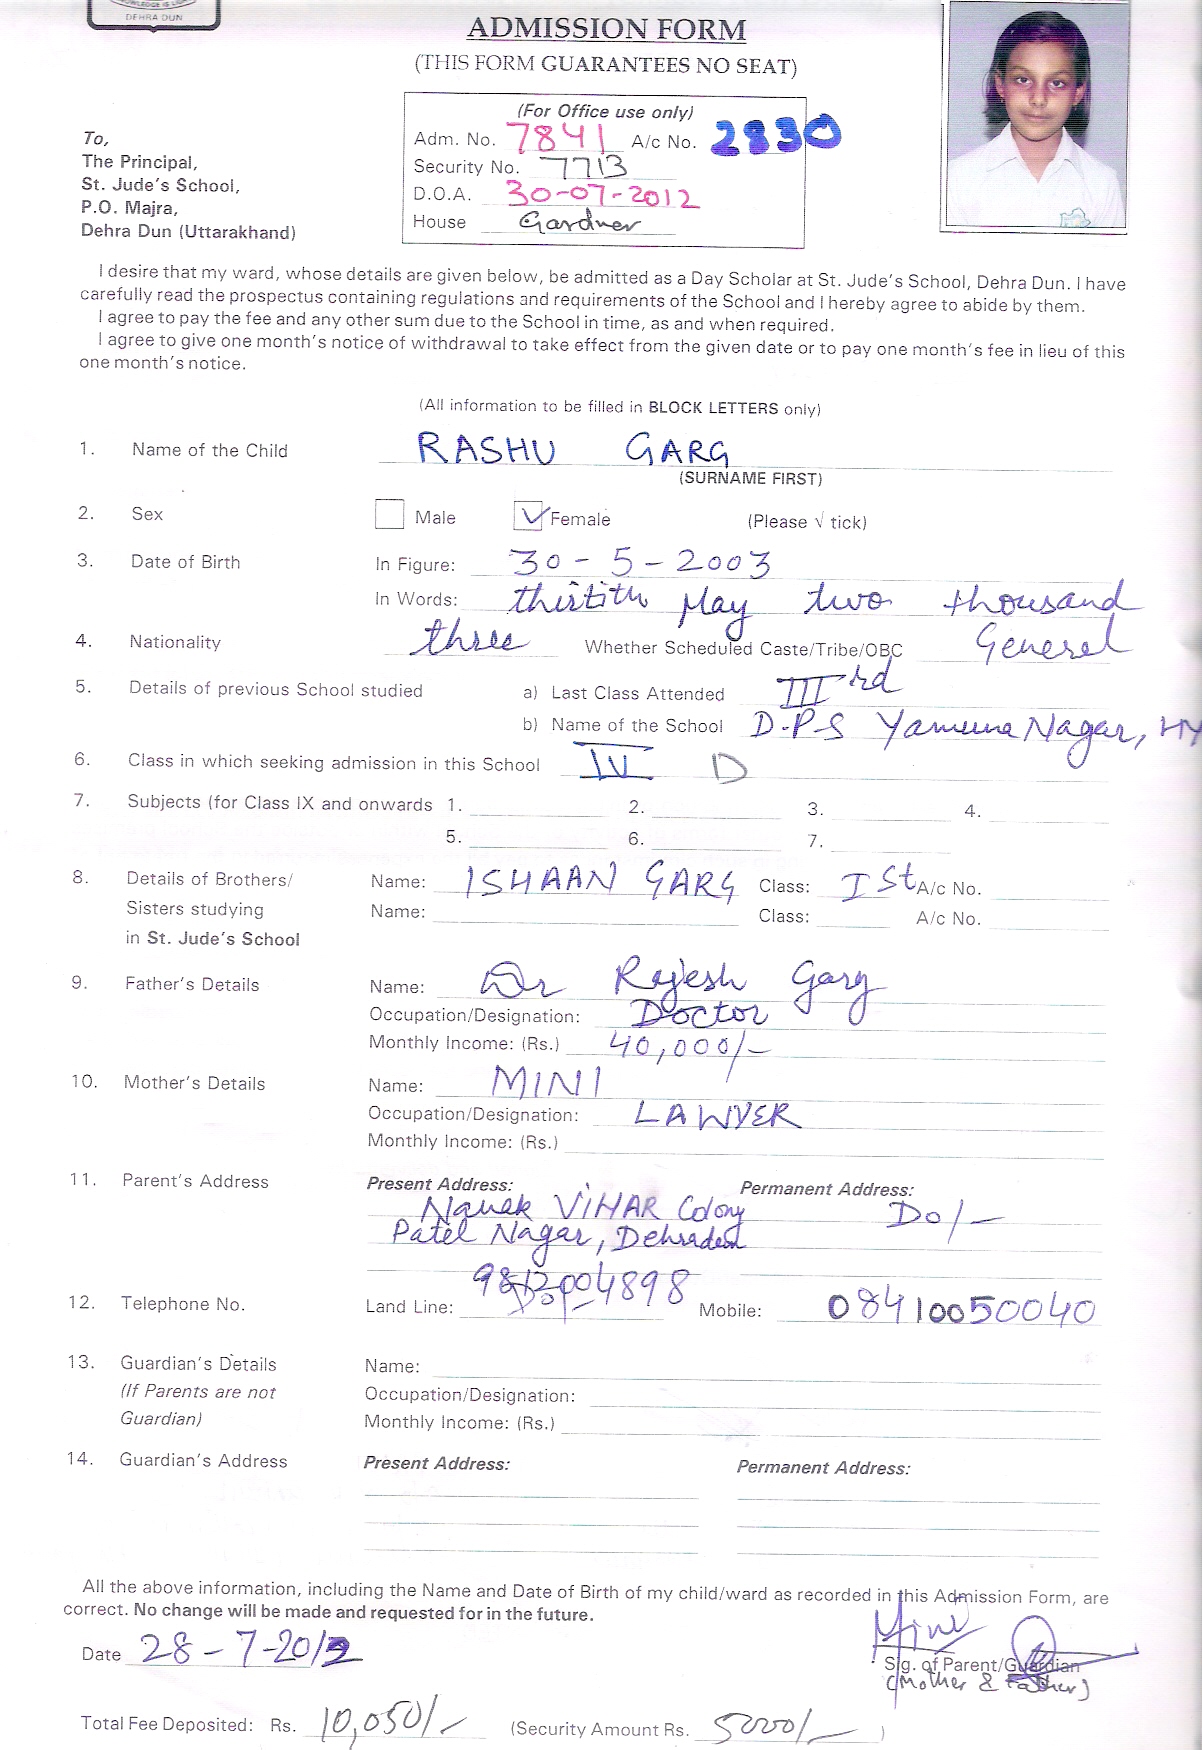 DEHRA DUN
ADMISSION FORM
(THIS FORM GUARANTEES NO SEAT)
(For Office use only)
Adm. No. 7841 A/c No. 2830
Security No. 7713
D.O.A. 30-07-2012
House Gardner
To,
The Principal,
St. Jude's School,
P.O. Majra,
Dehra Dun (Uttarakhand)
I desire that my ward, whose details are given below, be admitted as a Day Scholar at St. Jude's School, Dehra Dun. I have
carefully read the prospectus containing regulations and requirements of the School and I hereby agree to abide by them.
I agree to pay the fee and any other sum due to the School in time, as and when required.
I agree to give one month's notice of withdrawal to take effect from the given date or to pay one month's fee in lieu of this
one month's notice.
(All information to be filled in BLOCK LETTERS only)
1. Name of the Child RASHU GARG
(SURNAME FIRST)
2. Sex Male ✓ Female (Please √ tick)
3. Date of Birth In Figure: 30 - 5 - 2003
In Words: thirtith May two thousand
4. Nationality three Whether Scheduled Caste/Tribe/OBC General
5. Details of previous School studied a) Last Class Attended III rd
b) Name of the School D.P.S Yamuna Nagar, HY
6. Class in which seeking admission in this School IV D
7. Subjects (for Class IX and onwards 1. 2. 3. 4.
5. 6. 7.
8. Details of Brothers/ Name: ISHAAN GARG Class: I St A/c No.
Sisters studying Name: Class: A/c No.
in St. Jude's School
9. Father's Details Name: Dr Rajesh Garg
Occupation/Designation: Doctor
Monthly Income: (Rs.) 40,000/-
10. Mother's Details Name: MINI
Occupation/Designation: LAWYER
Monthly Income: (Rs.)
11. Parent's Address Present Address: Permanent Address:
Nanak VIHAR Colony Do/-
Patel Nagar, Dehradun
9812004898
12. Telephone No. Land Line: Mobile: 08410050040
13. Guardian's Details Name:
(If Parents are not Occupation/Designation:
Guardian) Monthly Income: (Rs.)
14. Guardian's Address Present Address: Permanent Address:
All the above information, including the Name and Date of Birth of my child/ward as recorded in this Admission Form, are
correct. No change will be made and requested for in the future.
Mini
Date 28-7-2012
Sig. of Parent/Guardian
(Mother & Father)
Total Fee Deposited: Rs. 10,050/- (Security Amount Rs. 5000/- )